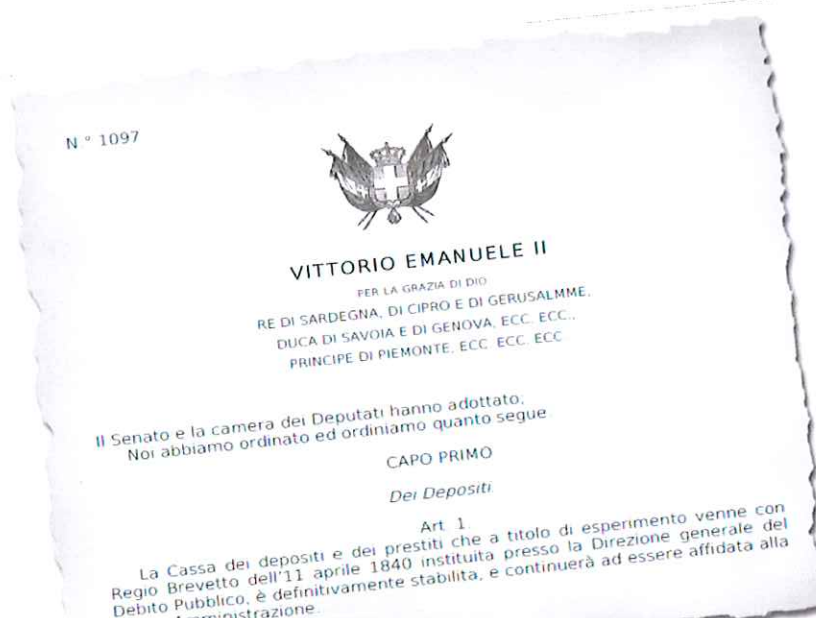 N ° 1097
VITTORIO EMANUELE II
PER LA GRAZIA DI DIO
RE DI SARDEGNA, DI CIPRO E DI GERUSALMME,
DUCA DI SAVOIA E DI GENOVA, ECC. ECC.,
PRINCIPE DI PIEMONTE, ECC. ECC. ECC
Il Senato e la camera dei Deputati hanno adottato,
Noi abbiamo ordinato ed ordiniamo quanto segue
CAPO PRIMO
Dei Depositi
Art 1.
La Cassa dei depositi e dei prestiti che a titolo di esperimento venne con
Regio Brevetto dell'11 aprile 1840 instituita presso la Direzione generale del
Debito Pubblico, è definitivamente stabilita, e continuerà ad essere affidata alla